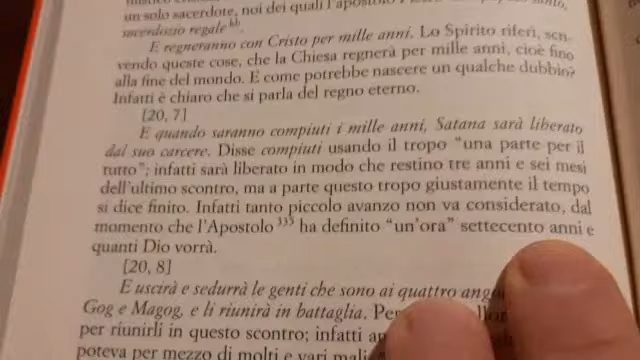 un solo sacerdote, noi dei quali l'apostolo
sacerdozio regale
E regneranno con Cristo per mille anni. Lo Spirito riferì, scri-
vendo queste cose, che la Chiesa regnerà per mille anni, cioè fino
alla fine del mondo. E come potrebbe nascere un qualche dubbio?
Infatti è chiaro che si parla del regno eterno.
[20, 7]
E quando saranno compiuti i mille anni, Satana sarà liberato
dal suo carcere. Disse compiuti usando il tropo "una parte per il
tutto"; infatti sarà liberato in modo che restino tre anni e sei mesi
dell'ultimo scontro, ma a parte questo tropo giustamente il tempo
si dice finito. Infatti tanto piccolo avanzo non va considerato, dal
momento che l'Apostolo 333 ha definito "un'ora" settecento anni e
quanti Dio vorrà.
[20, 8]
E uscirà e sedurrà le genti che sono ai quattro
Gog e Magog, e li riunirà in battaglia.
per riunirli in questo scontro; infatti
poteva per mezzo di molti e vari